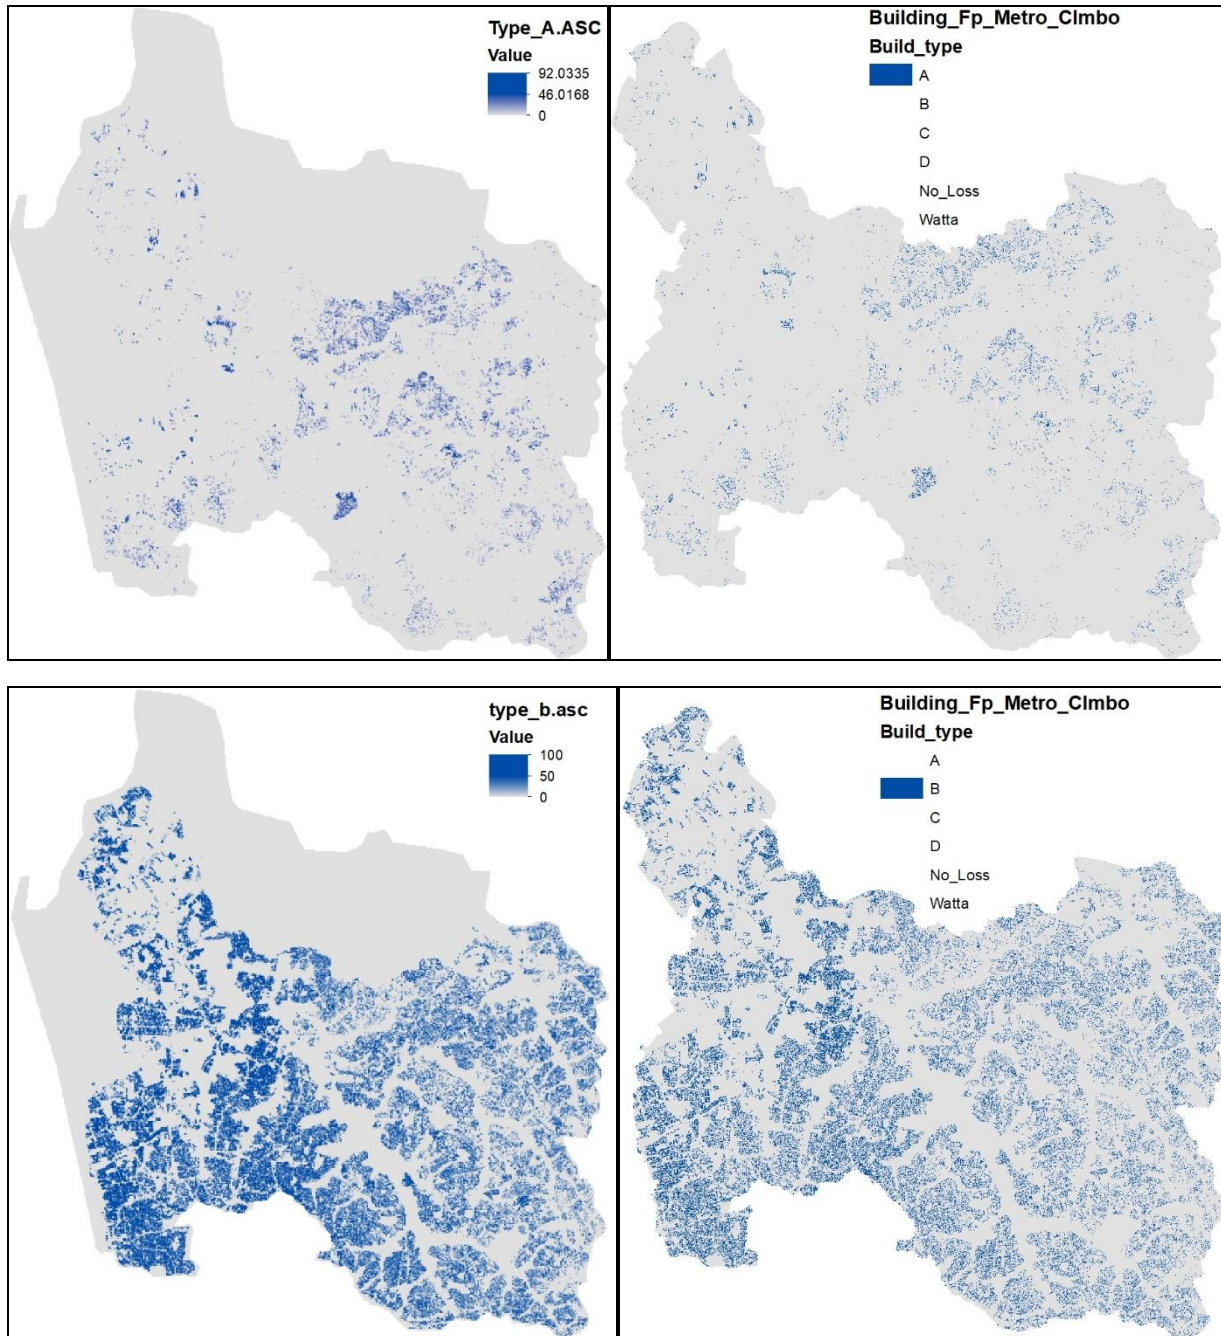 Type_A.ASC
Value
92.0335
46.0168
0
Building_Fp_Metro_Clmbo
Build_type
A
B
C
D
No_Loss
Watta
type_b.asc
Value
100
50
0
Building_Fp_Metro_Clmbo
Build_type
A
B
C
D
No_Loss
Watta